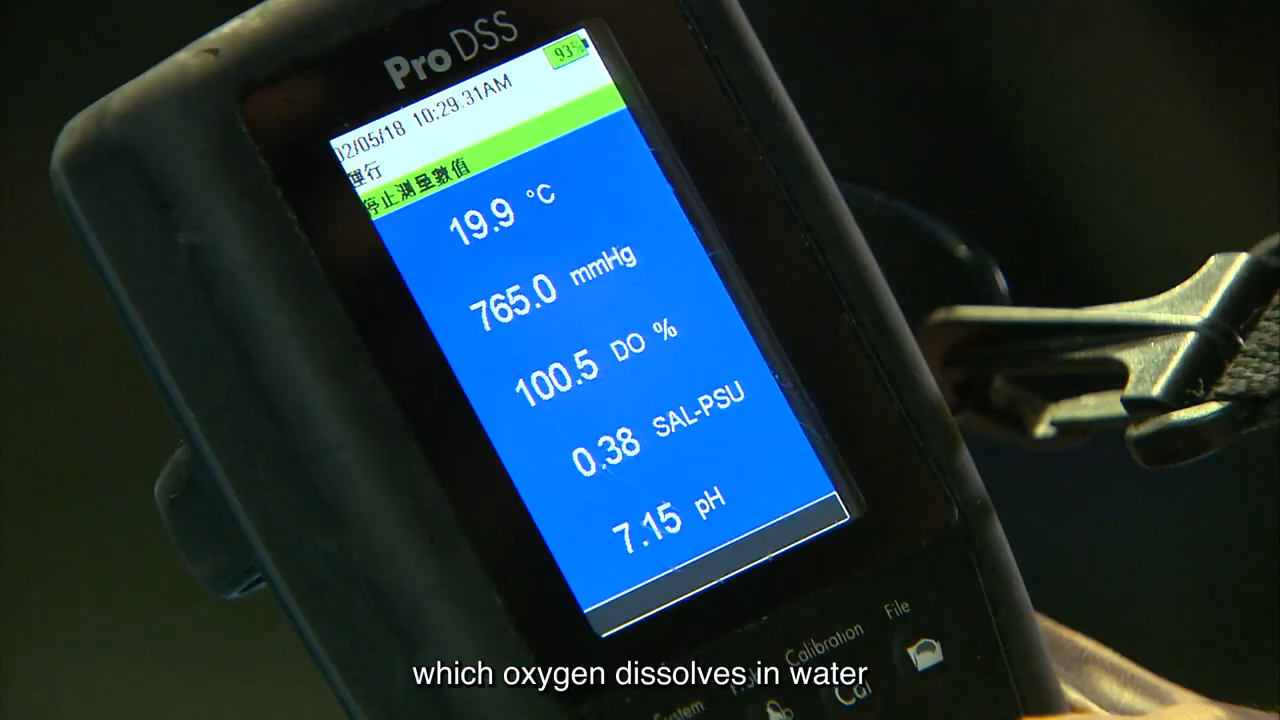 Pro DSS
93%
02/05/18 10:29:31AM
運行
停止測量數值
19.9 °C
765.0 mmHg
100.5 DO %
0.38 SAL-PSU
7.15 pH
File
Calibration
Cal
System
which oxygen dissolves in water